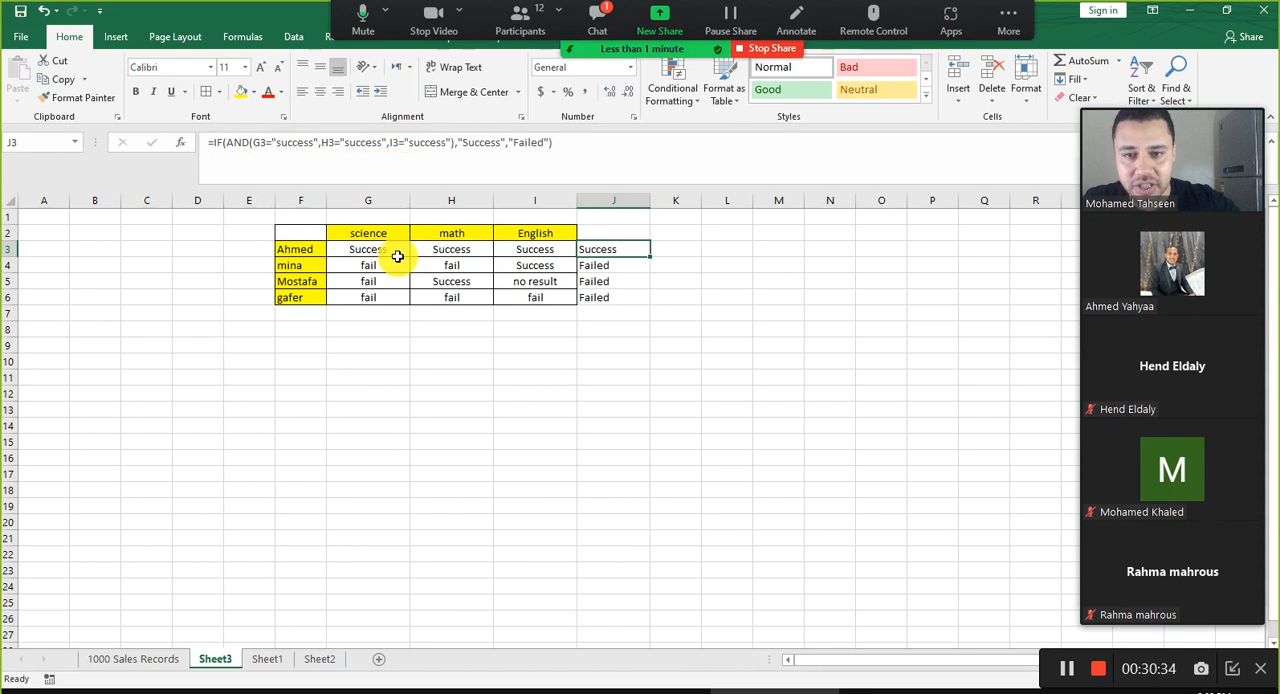 Mute
Stop Video
12
Participants
1
Chat
New Share
Pause Share
Annotate
Remote Control
Apps
More
Sign in
File
Home
Insert
Page Layout
Formulas
Data
Less than 1 minute
Stop Share
Share
Paste
Cut
Copy
Format Painter
Clipboard
Calibri
11
B I U
Font
Wrap Text
Merge & Center
Alignment
General
Number
Conditional Formatting
Format as Table
Normal
Bad
Good
Neutral
Styles
Insert
Delete
Format
Cells
AutoSum
Fill
Clear
Sort & Filter
Find & Select
J3
=IF(AND(G3="success",H3="success",I3="success"),"Success","Failed")
A B C D E F G H I J K L M N O P Q R
1
2 science math English
3 Ahmed Success Success Success Success
4 mina fail fail Success Failed
5 Mostafa fail Success no result Failed
6 gafer fail fail fail Failed
7
8
9
10
11
12
13
14
15
16
17
18
19
20
21
22
23
24
25
26
27
Mohamed Tahseen
Ahmed Yahyaa
Hend Eldaly
Hend Eldaly
M
Mohamed Khaled
Rahma mahrous
Rahma mahrous
1000 Sales Records
Sheet3
Sheet1
Sheet2
Ready
00:30:34